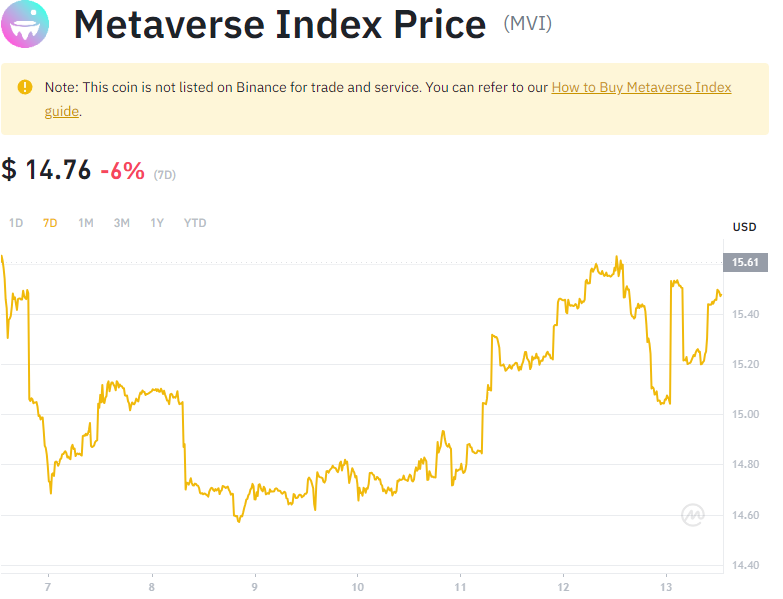 Metaverse Index Price (MVI)
Note: This coin is not listed on Binance for trade and service. You can refer to our How to Buy Metaverse Index
guide.
$ 14.76 -6% (7D)
1D 7D 1M 3M 1Y YTD
USD
15.61
15.40
15.20
15.00
14.80
14.60
14.40
7 8 9 10 11 12 13